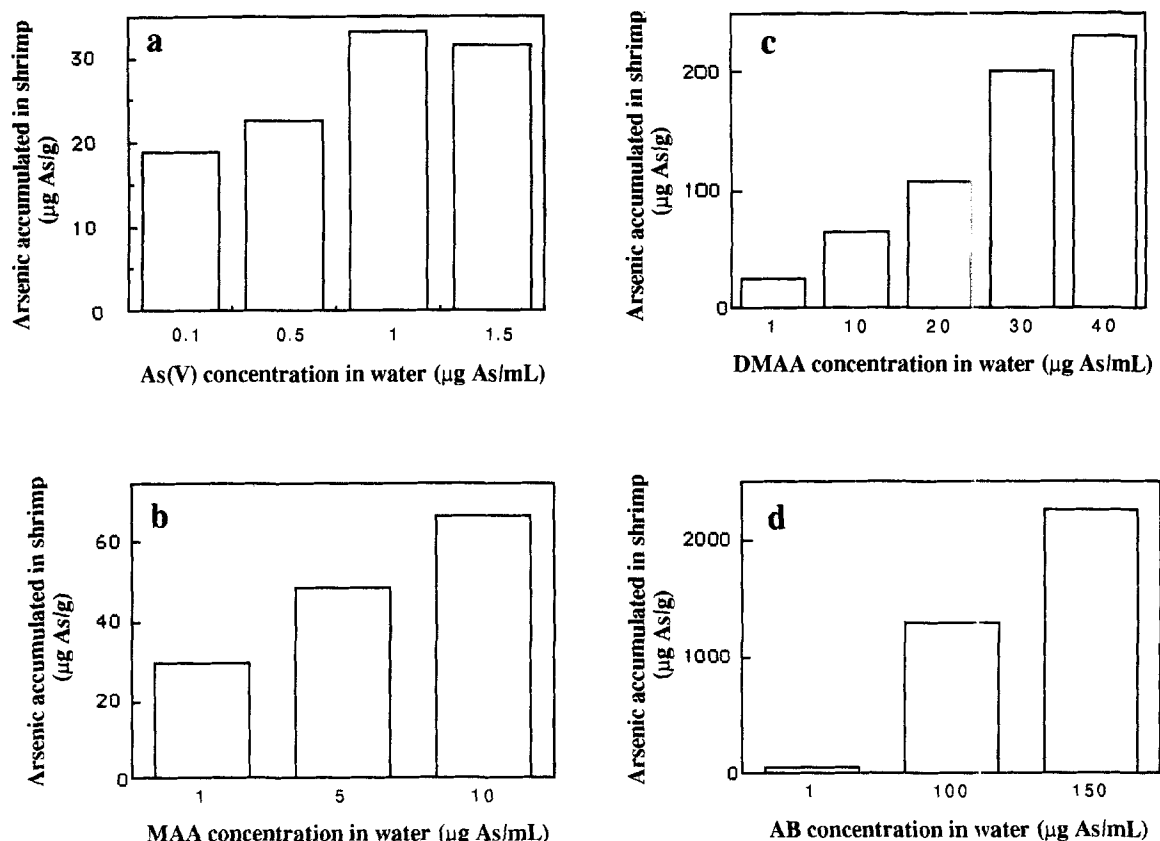 a
Arsenic accumulated in shrimp
(µg As/g)
30
20
10
0
0.1 0.5 1 1.5
As(V) concentration in water (µg As/mL)
c
Arsenic accumulated in shrimp
(µg As/g)
200
100
0
1 10 20 30 40
DMAA concentration in water (µg As/mL)
b
Arsenic accumulated in shrimp
(µg As/g)
60
40
20
0
1 5 10
MAA concentration in water (µg As/mL)
d
Arsenic accumulated in shrimp
(µg As/g)
2000
1000
0
1 100 150
AB concentration in water (µg As/mL)